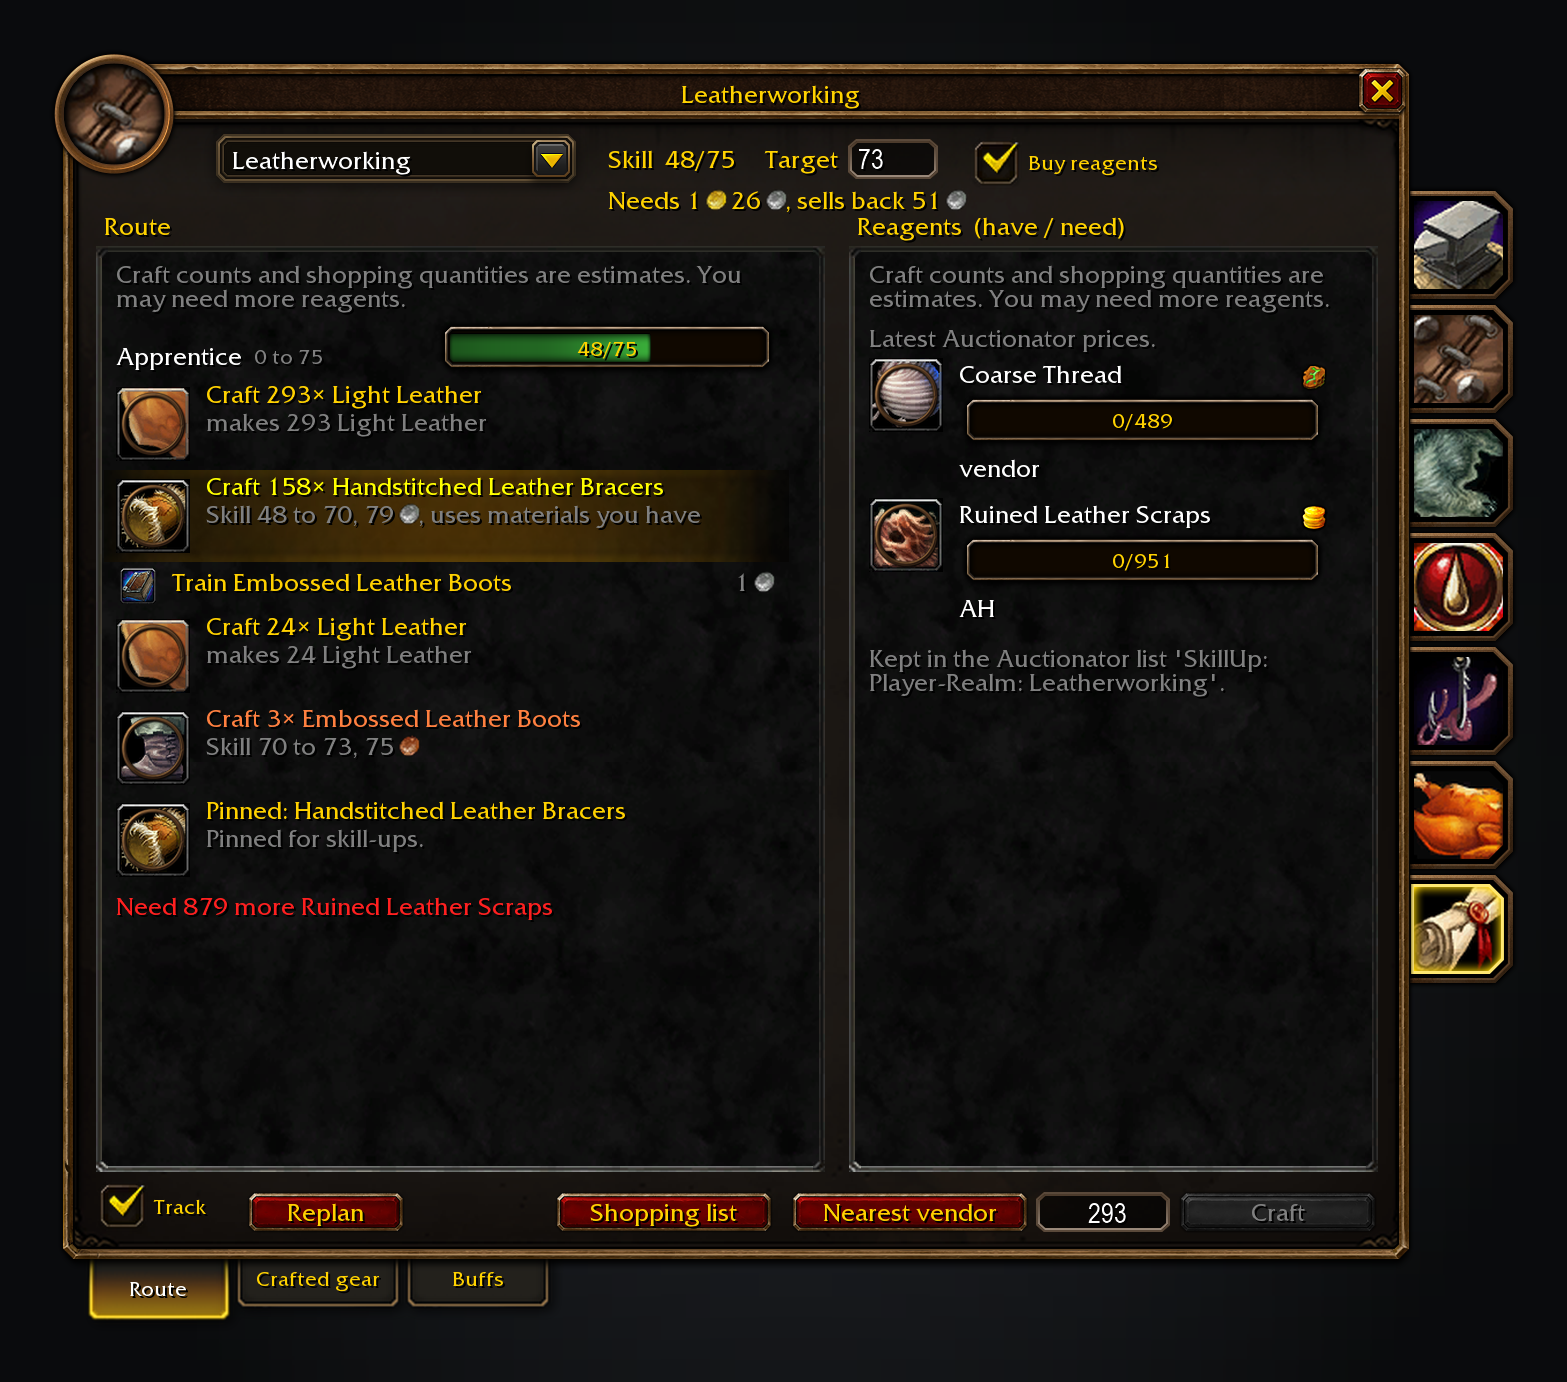 Leatherworking
Leatherworking
Skill 48/75
Target 73
Buy reagents
Needs 1 26 , sells back 51
Route
Craft counts and shopping quantities are estimates. You
may need more reagents.
Apprentice 0 to 75
48/75
Craft 293× Light Leather
makes 293 Light Leather
Craft 158× Handstitched Leather Bracers
Skill 48 to 70, 79 , uses materials you have
Train Embossed Leather Boots 1
Craft 24× Light Leather
makes 24 Light Leather
Craft 3× Embossed Leather Boots
Skill 70 to 73, 75
Pinned: Handstitched Leather Bracers
Pinned for skill-ups.
Need 879 more Ruined Leather Scraps
Reagents (have / need)
Craft counts and shopping quantities are
estimates. You may need more reagents.
Latest Auctionator prices.
Coarse Thread
0/489
vendor
Ruined Leather Scraps
0/951
AH
Kept in the Auctionator list 'SkillUp:
Player-Realm: Leatherworking'.
Track
Replan
Shopping list
Nearest vendor
293
Craft
Route
Crafted gear
Buffs